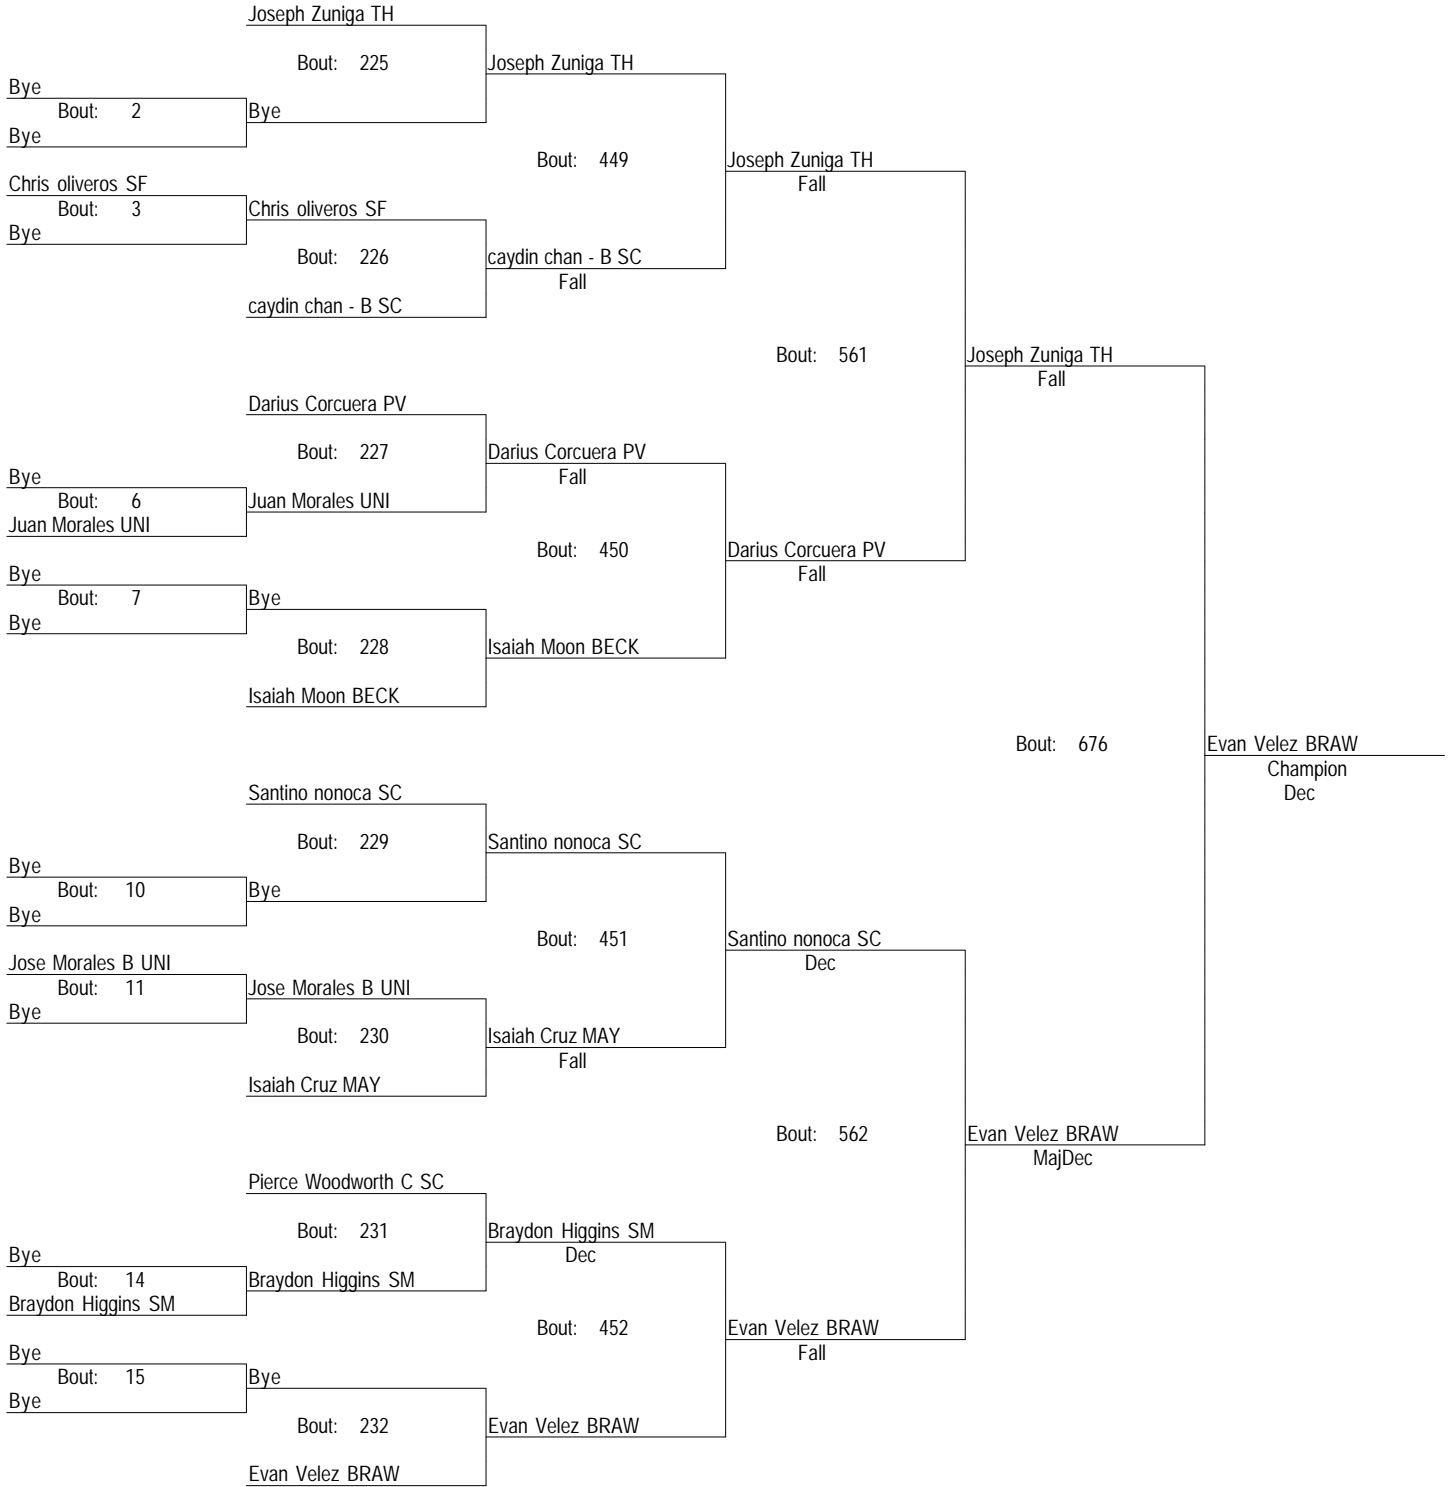 Joseph Zuniga TH
Bout: 225
Joseph Zuniga TH
Bye
Bout: 2
Bye
Bye
Bout: 449
Joseph Zuniga TH
Fall
Chris oliveros SF
Bout: 3
Chris oliveros SF
Bye
Bout: 226
caydin chan - B SC
Fall
caydin chan - B SC
Bout: 561
Joseph Zuniga TH
Fall
Darius Corcuera PV
Bout: 227
Darius Corcuera PV
Fall
Bye
Bout: 6
Juan Morales UNI
Juan Morales UNI
Bout: 450
Darius Corcuera PV
Fall
Bye
Bout: 7
Bye
Bye
Bout: 228
Isaiah Moon BECK
Isaiah Moon BECK
Bout: 676
Evan Velez BRAW
Champion
Dec
Santino nonoca SC
Bout: 229
Santino nonoca SC
Bye
Bout: 10
Bye
Bye
Bout: 451
Santino nonoca SC
Dec
Jose Morales B UNI
Bout: 11
Jose Morales B UNI
Bye
Bout: 230
Isaiah Cruz MAY
Fall
Isaiah Cruz MAY
Bout: 562
Evan Velez BRAW
MajDec
Pierce Woodworth C SC
Bout: 231
Braydon Higgins SM
Dec
Bye
Bout: 14
Braydon Higgins SM
Braydon Higgins SM
Bout: 452
Evan Velez BRAW
Fall
Bye
Bout: 15
Bye
Bye
Bout: 232
Evan Velez BRAW
Evan Velez BRAW